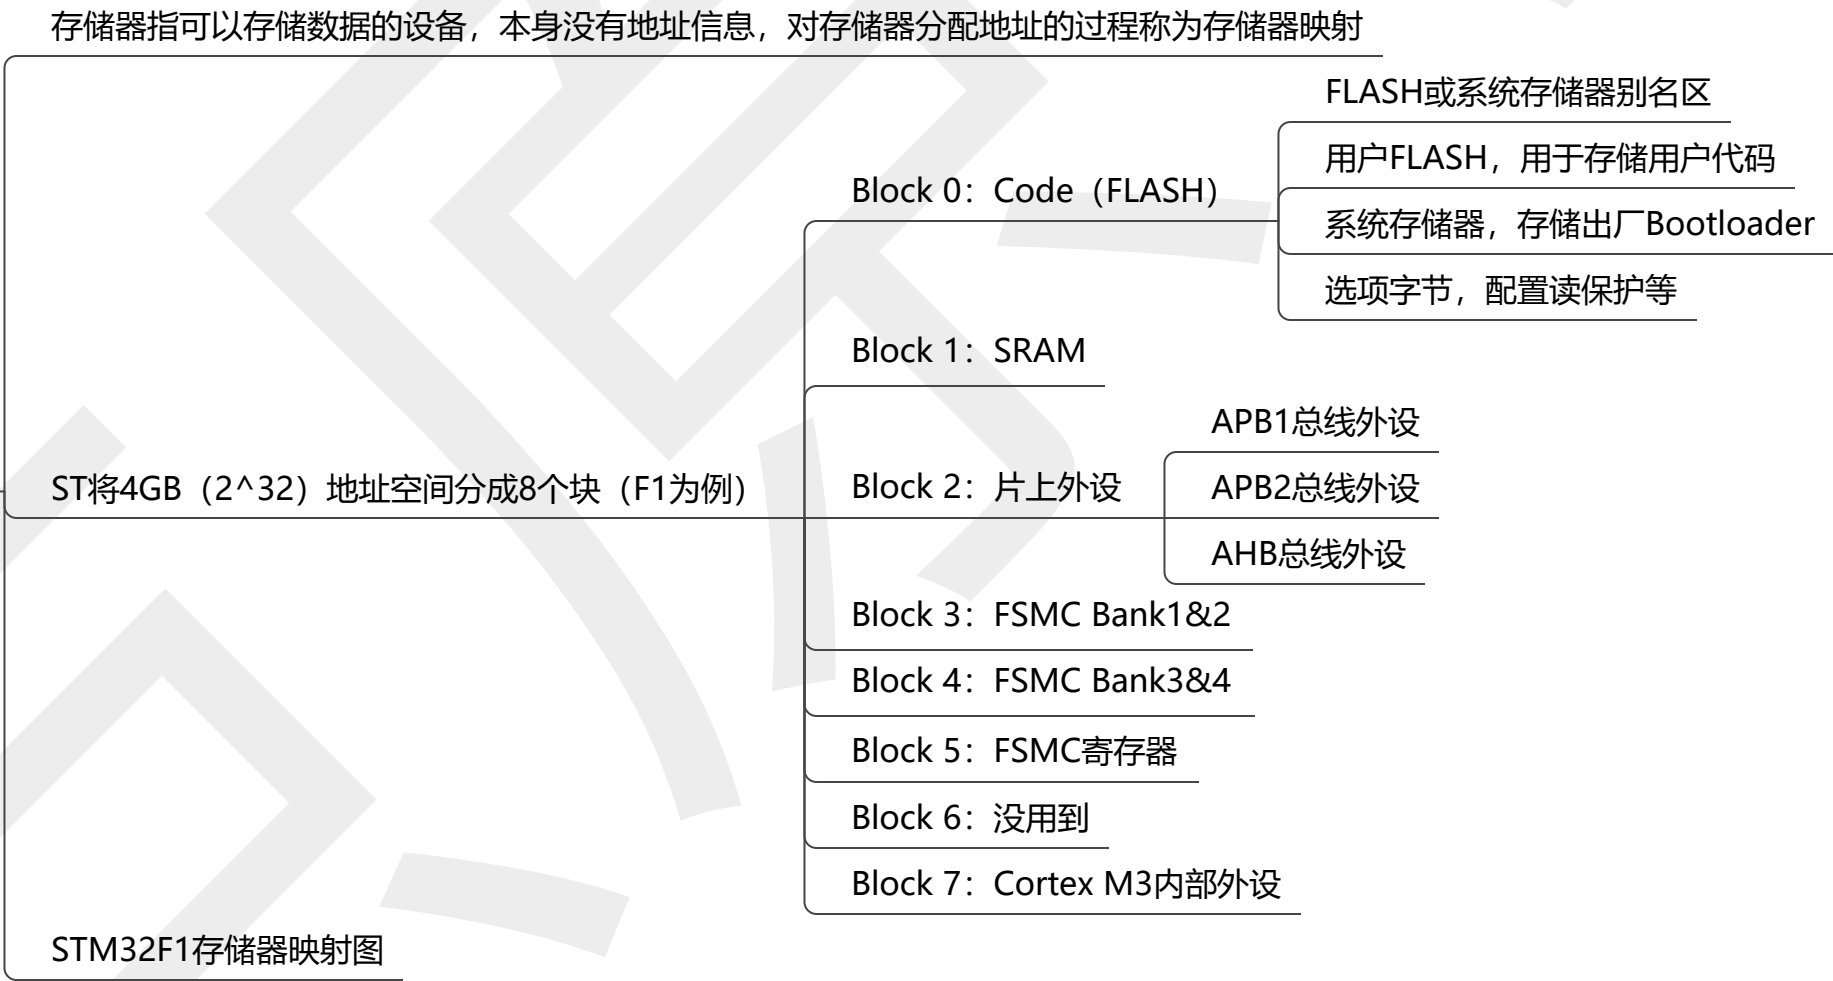 存储器指可以存储数据的设备，本身没有地址信息，对存储器分配地址的过程称为存储器映射
ST将4GB（2^32）地址空间分成8个块（F1为例）
Block 0：Code（FLASH）
FLASH或系统存储器别名区
用户FLASH，用于存储用户代码
系统存储器，存储出厂Bootloader
选项字节，配置读保护等
Block 1：SRAM
Block 2：片上外设
APB1总线外设
APB2总线外设
AHB总线外设
Block 3：FSMC Bank1&2
Block 4：FSMC Bank3&4
Block 5：FSMC寄存器
Block 6：没用到
Block 7：Cortex M3内部外设
STM32F1存储器映射图